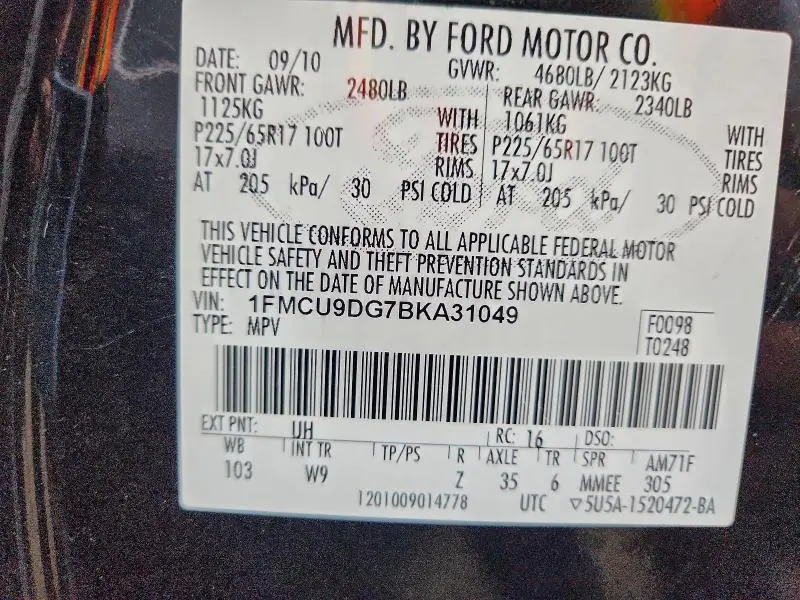 MFD. BY FORD MOTOR CO.
DATE: 09/10 GVWR: 4680LB/ 2123KG
FRONT GAWR: 2480LB REAR GAWR: 2340LB
1125KG WITH 1061KG WITH
P225/65R17 100T TIRES P225/65R17 100T TIRES
17x7.0J RIMS 17x7.0J RIMS
AT 205 kPa/ 30 PSI COLD AT 205 kPa/ 30 PSI COLD
THIS VEHICLE CONFORMS TO ALL APPLICABLE FEDERAL MOTOR
VEHICLE SAFETY AND THEFT PREVENTION STANDARDS IN
EFFECT ON THE DATE OF MANUFACTURE SHOWN ABOVE.
VIN: 1FMCU9DG7BKA31049 F0098
TYPE: MPV T0248
EXT PNT: UH RC: 16 DSO:
WB INT TR TP/PS R AXLE TR SPR AM71F
103 W9 Z 35 6 MMEE 305
1201009014778 UTC ▽5U5A-1520472-BA